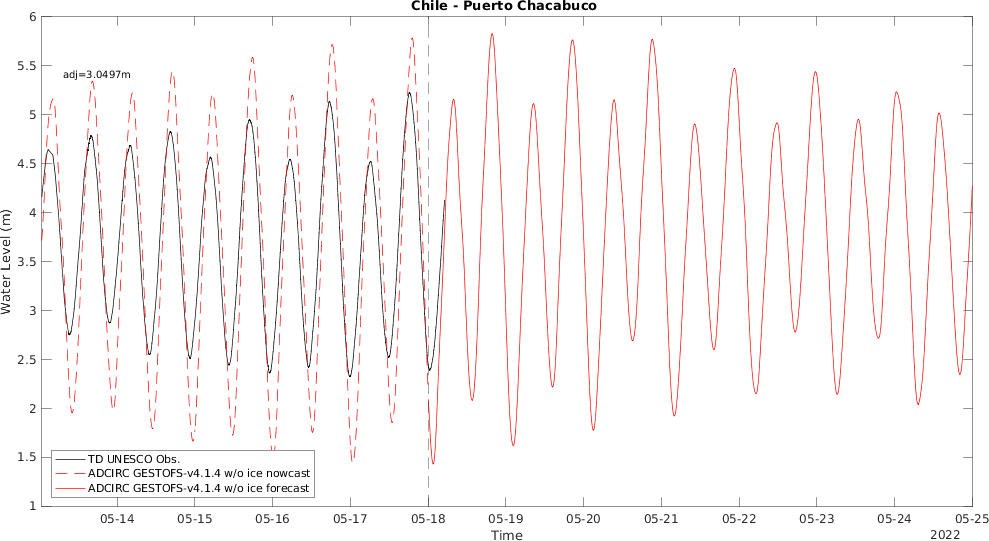 Chile - Puerto Chacabuco
6
5.5
5
4.5
4
3.5
3
2.5
2
1.5
1
Water Level (m)
adj=3.0497m
TD UNESCO Obs.
ADCIRC GESTOFS-v4.1.4 w/o ice nowcast
ADCIRC GESTOFS-v4.1.4 w/o ice forecast
05-14 05-15 05-16 05-17 05-18 05-19 05-20 05-21 05-22 05-23 05-24 05-25
Time
2022